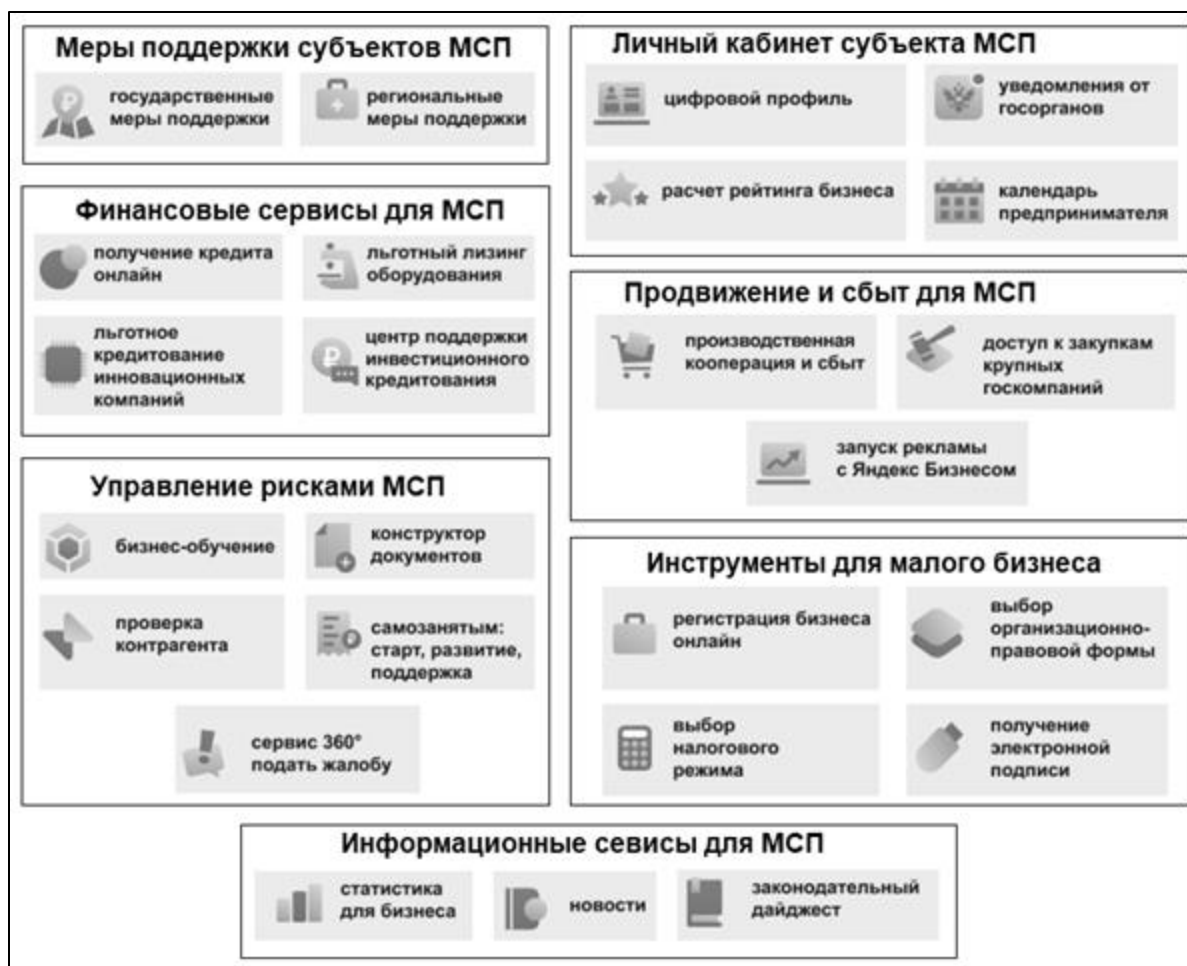 Меры поддержки субъектов МСП
государственные
меры поддержки
региональные
меры поддержки
Финансовые сервисы для МСП
получение кредита
онлайн
льготный лизинг
оборудования
льготное
кредитование
инновационных
компаний
центр поддержки
инвестиционного
кредитования
Управление рисками МСП
бизнес-обучение
конструктор
документов
проверка
контрагента
самозанятым:
старт, развитие,
поддержка
сервис 360°
подать жалобу
Личный кабинет субъекта МСП
цифровой профиль
уведомления от
госорганов
расчет рейтинга бизнеса
календарь
предпринимателя
Продвижение и сбыт для МСП
производственная
кооперация и сбыт
доступ к закупкам
крупных
госкомпаний
запуск рекламы
с Яндекс Бизнесом
Инструменты для малого бизнеса
регистрация бизнеса
онлайн
выбор
организационно-
правовой формы
выбор
налогового
режима
получение
электронной
подписи
Информационные севисы для МСП
статистика
для бизнеса
новости
законодательный
дайджест